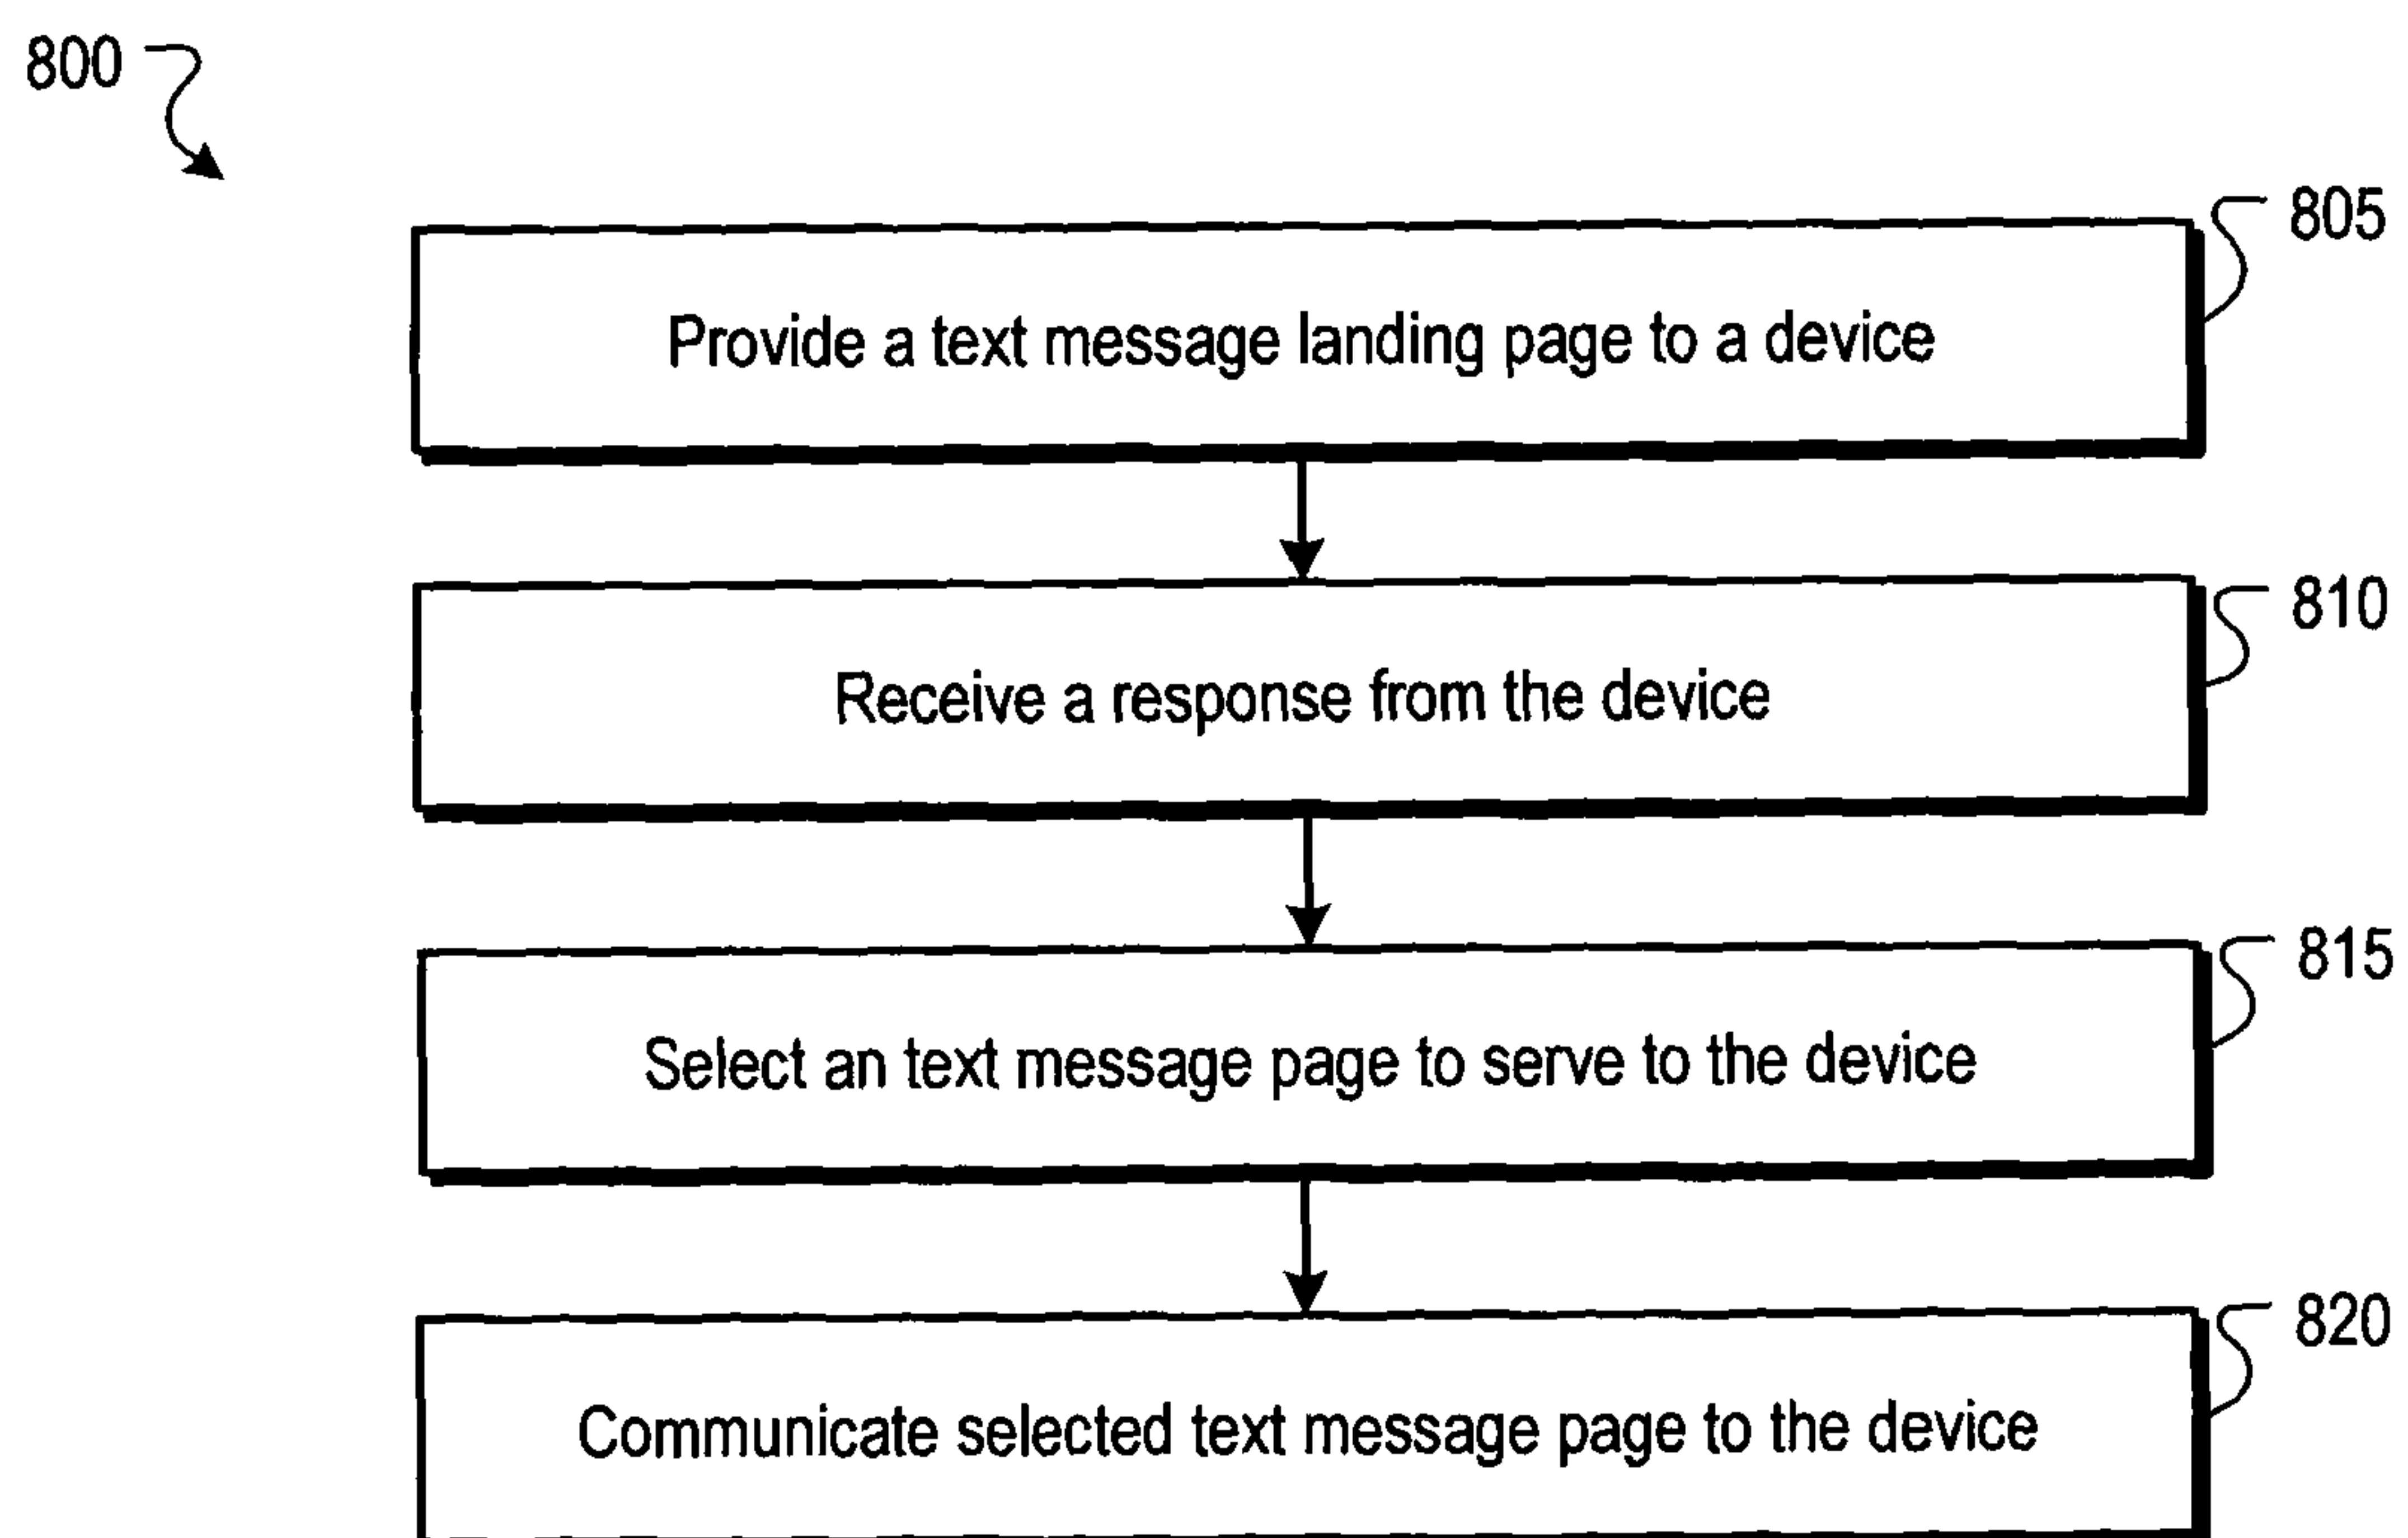 800
805
Provide a text message landing page to a device
810
Receive a response from the device
815
Select an text message page to serve to the device
820
Communicate selected text message page to the device